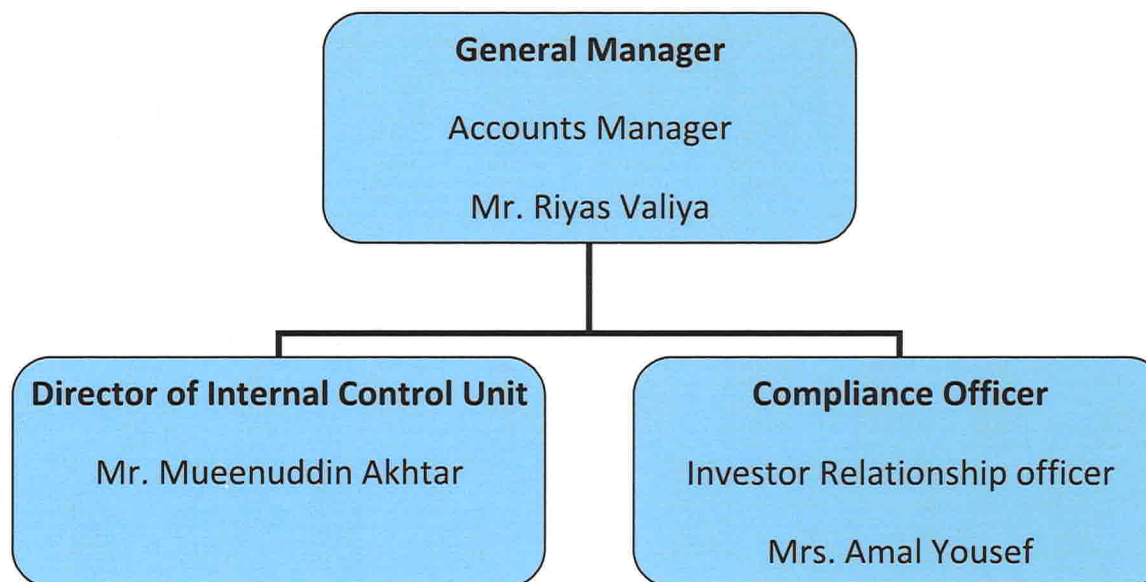 General Manager
Accounts Manager
Mr. Riyas Valiya
Director of Internal Control Unit
Mr. Mueenuddin Akhtar
Compliance Officer
Investor Relationship officer
Mrs. Amal Yousef